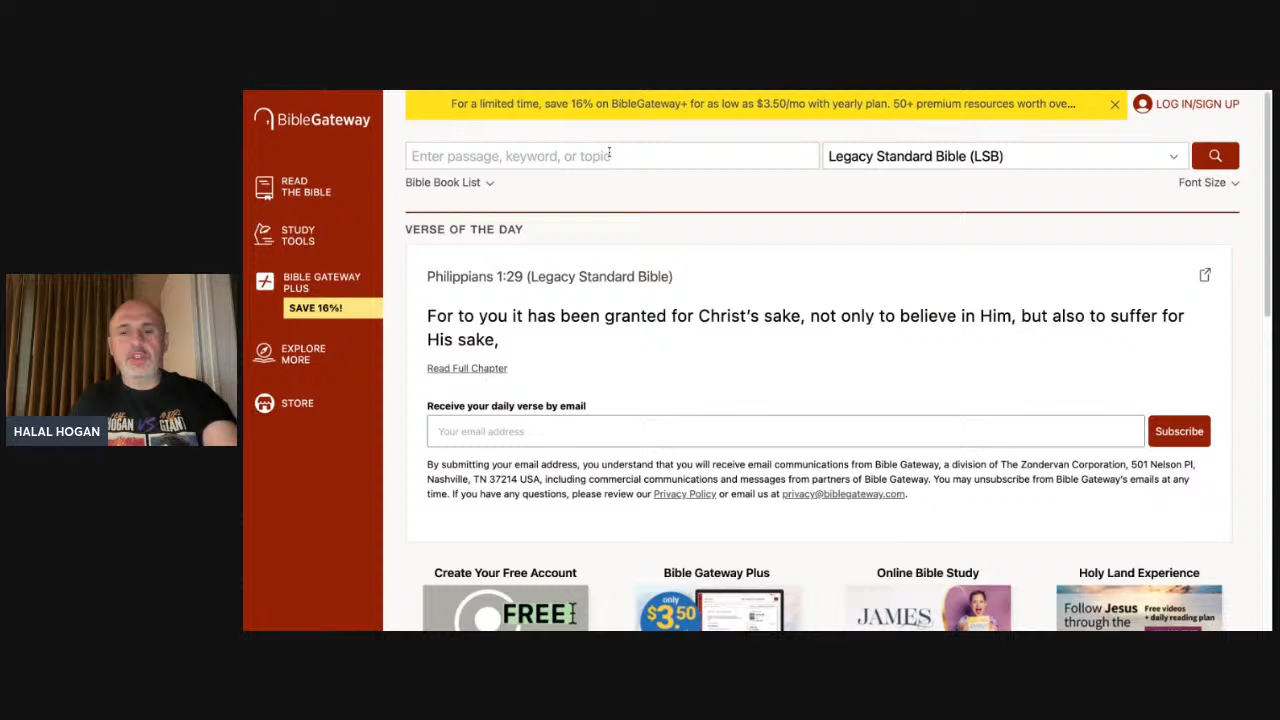 BibleGateway
READ
THE BIBLE
STUDY
TOOLS
BIBLE GATEWAY
PLUS
SAVE 16%!
EXPLORE
MORE
STORE
For a limited time, save 16% on BibleGateway+ for as low as $3.50/mo with yearly plan. 50+ premium resources worth ove...
LOG IN/SIGN UP
Enter passage, keyword, or topic
Legacy Standard Bible (LSB)
Bible Book List
Font Size
VERSE OF THE DAY
Philippians 1:29 (Legacy Standard Bible)
For to you it has been granted for Christ’s sake, not only to believe in Him, but also to suffer for
His sake,
Read Full Chapter
Receive your daily verse by email
Your email address
Subscribe
By submitting your email address, you understand that you will receive email communications from Bible Gateway, a division of The Zondervan Corporation, 501 Nelson Pl,
Nashville, TN 37214 USA, including commercial communications and messages from partners of Bible Gateway. You may unsubscribe from Bible Gateway’s emails at any
time. If you have any questions, please review our Privacy Policy or email us at privacy@biblegateway.com.
Create Your Free Account
FREE
Bible Gateway Plus
only
$3.50
Online Bible Study
JAMES
Holy Land Experience
Follow Jesus
through the
Free videos
+ daily reading plan
HOGAN VS GIANT
HALAL HOGAN